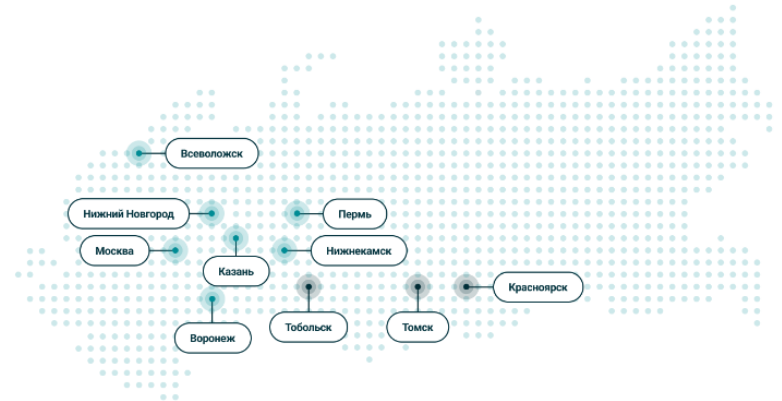 Всеволожск
Нижний Новгород
Пермь
Москва
Нижнекамск
Казань
Красноярск
Тобольск
Томск
Воронеж